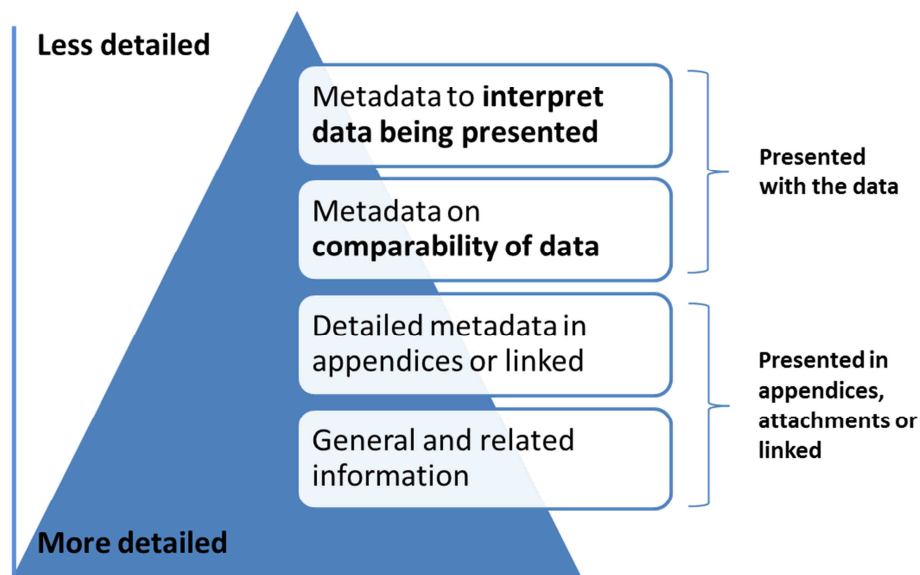 Less detailed
Metadata to interpret
data being presented
Presented
with the data
Metadata on
comparability of data
Detailed metadata in
appendices or linked
Presented in
appendices,
attachments or
linked
General and related
information
More detailed